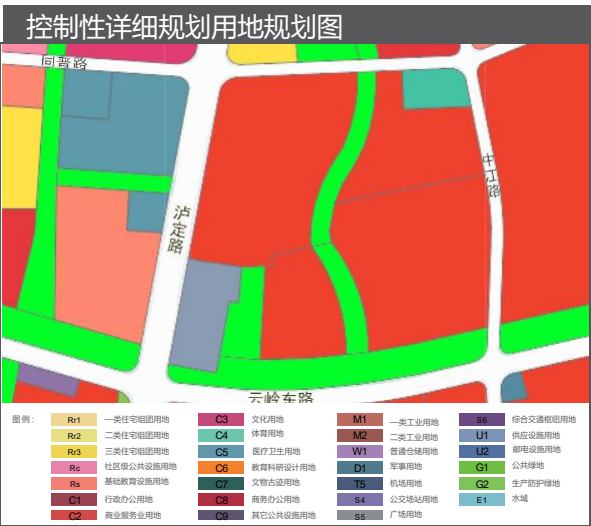 控制性详细规划用地规划图
同普路
中江路
泸定路
云岭东路
图例：
Rr1 一类住宅组团用地
Rr2 二类住宅组团用地
Rr3 三类住宅组团用地
Rc 社区级公共设施用地
Rs 基础教育设施用地
C1 行政办公用地
C2 商业服务业用地
C3 文化用地
C4 体育用地
C5 医疗卫生用地
C6 教育科研设计用地
C7 文物古迹用地
C8 商务办公用地
C9 其它公共设施用地
M1 一类工业用地
M2 二类工业用地
W1 普通仓储用地
D1 军事用地
T5 机场用地
S4 公交场站用地
S5 广场用地
S6 综合交通枢纽用地
U1 供应设施用地
U2 邮电设施用地
G1 公共绿地
G2 生产防护绿地
E1 水域